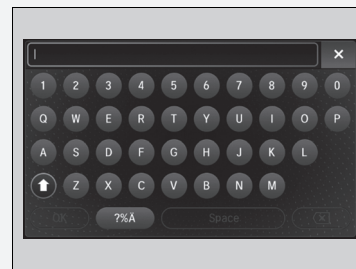 1 2 3 4 5 6 7 8 9 0
Q W E R T Y U I O P
A S D F G H J K L
Z X C V B N M
OK ?%Ä Space